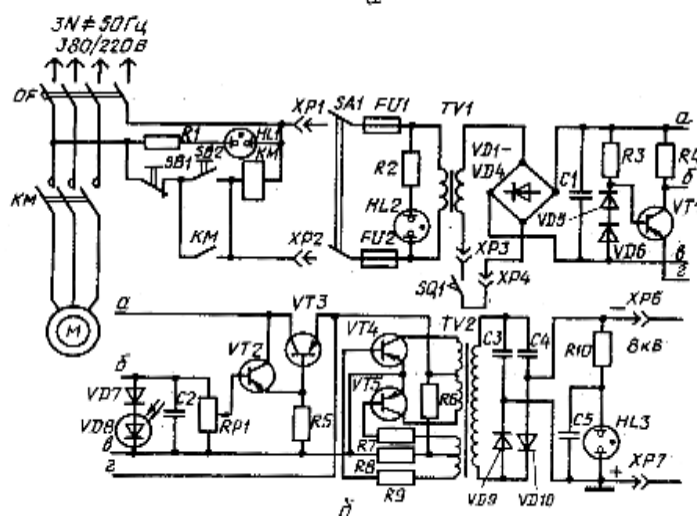 3N ≠ 50Гц
380/220 В
QF
XP1
SA1
FU1
TV1
a
R1
HL1
SB1
SB2
KM
R2
VD1-
VD4
C1
R3
R4
б
HL2
VD5
VT1
KM
KM
XP2
FU2
XP3
VD6
в
SQ1
XP4
г
M
a
VT3
VT4
TV2
C3
C4
− XP6
8кВ
б
VT2
R10
VD7
C2
VT5
R6
VD8
RP1
R5
C5
HL3
в
R7
г
R8
R9
VD9
VD10
+ XP7
б